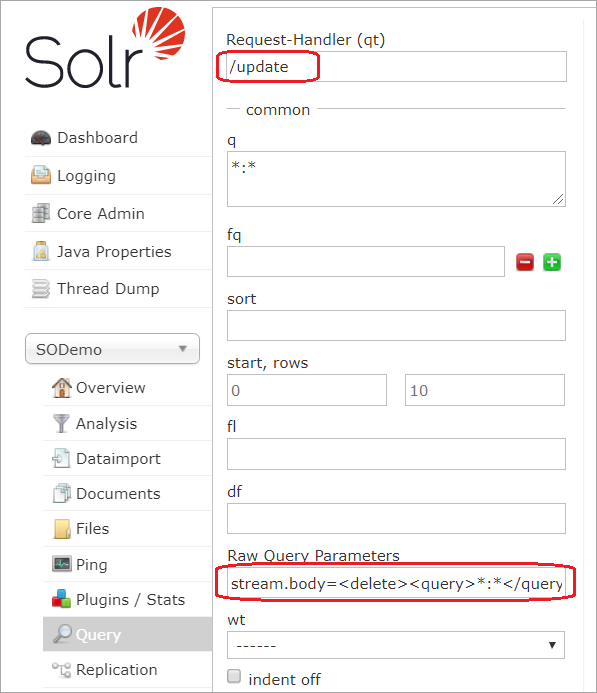 Solr
Dashboard
Logging
Core Admin
Java Properties
Thread Dump
SODemo
Overview
Analysis
Dataimport
Documents
Files
Ping
Plugins / Stats
Query
Replication
Request-Handler (qt)
/update
common
q
*:*
fq
sort
start, rows
0 10
fl
df
Raw Query Parameters
stream.body=<delete><query>*:*</query
wt
------
indent off